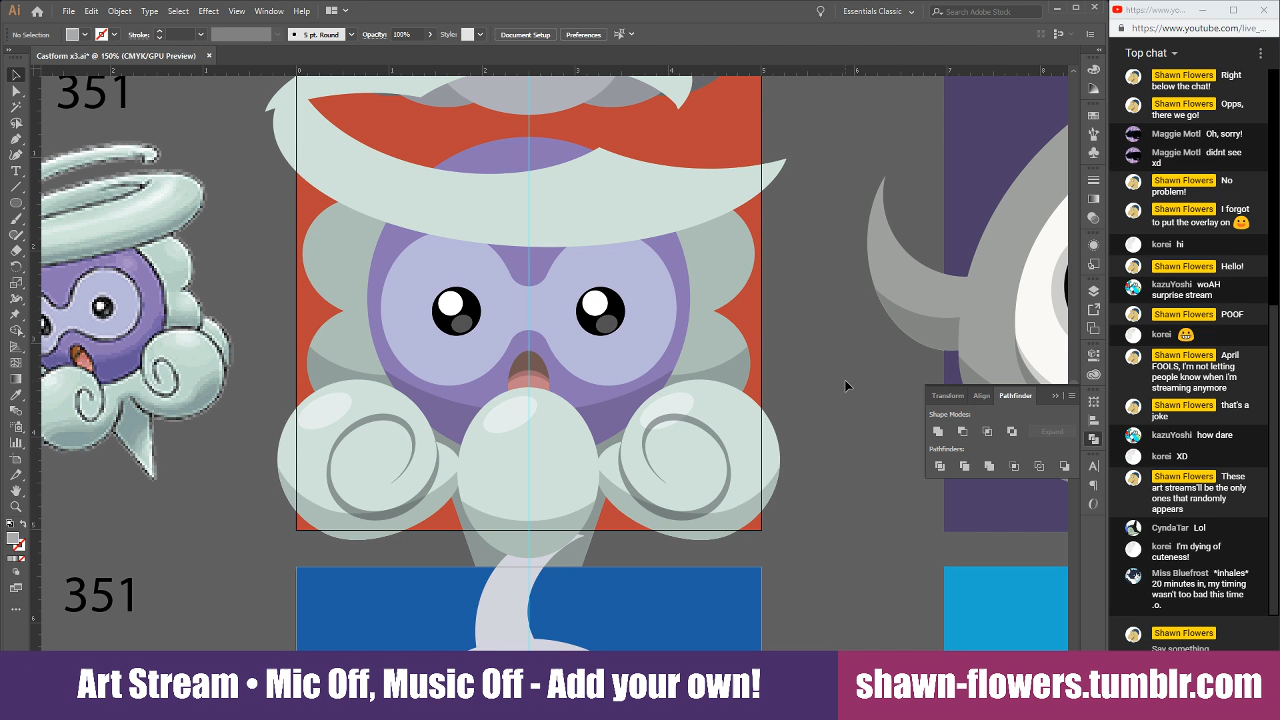 Ai File Edit Object Type Select Effect View Window Help Essentials Classic Search Adobe Stock
No Selection Stroke: 5 pt. Round Opacity: 100% Style: Document Setup Preferences
Castform x3.ai* @ 150% (CMYK/GPU Preview)
351
351
Transform Align Pathfinder
Shape Modes:
Expand
Pathfinders:
https://www.yo...
https://www.youtube.com/live_...
Top chat
Shawn Flowers Right
below the chat!
Shawn Flowers Opps,
there we go!
Maggie Motl Oh, sorry!
Maggie Motl didnt see
xd
Shawn Flowers No
problem!
Shawn Flowers I forgot
to put the overlay on
korei hi
Shawn Flowers Hello!
kazuYoshi woAH
surprise stream
Shawn Flowers POOF
korei
Shawn Flowers April
FOOLS, I'm not letting
people know when i'm
streaming anymore
Shawn Flowers that's a
joke
kazuYoshi how dare
korei XD
Shawn Flowers These
art streams'll be the only
ones that randomly
appears
CyndaTar Lol
korei I'm dying of
cuteness!
Miss Bluefrost *inhales*
20 minutes in, my timing
wasn't too bad this time
.o.
Shawn Flowers
Say something...
Art Stream • Mic Off, Music Off - Add your own!
shawn-flowers.tumblr.com